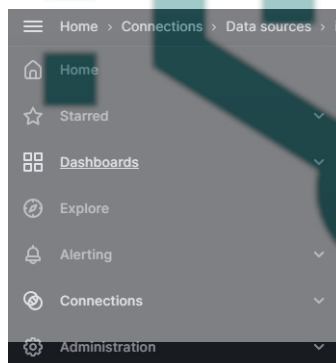 Home › Connections › Data sources ›
Home
Starred
Dashboards
Explore
Alerting
Connections
Administration